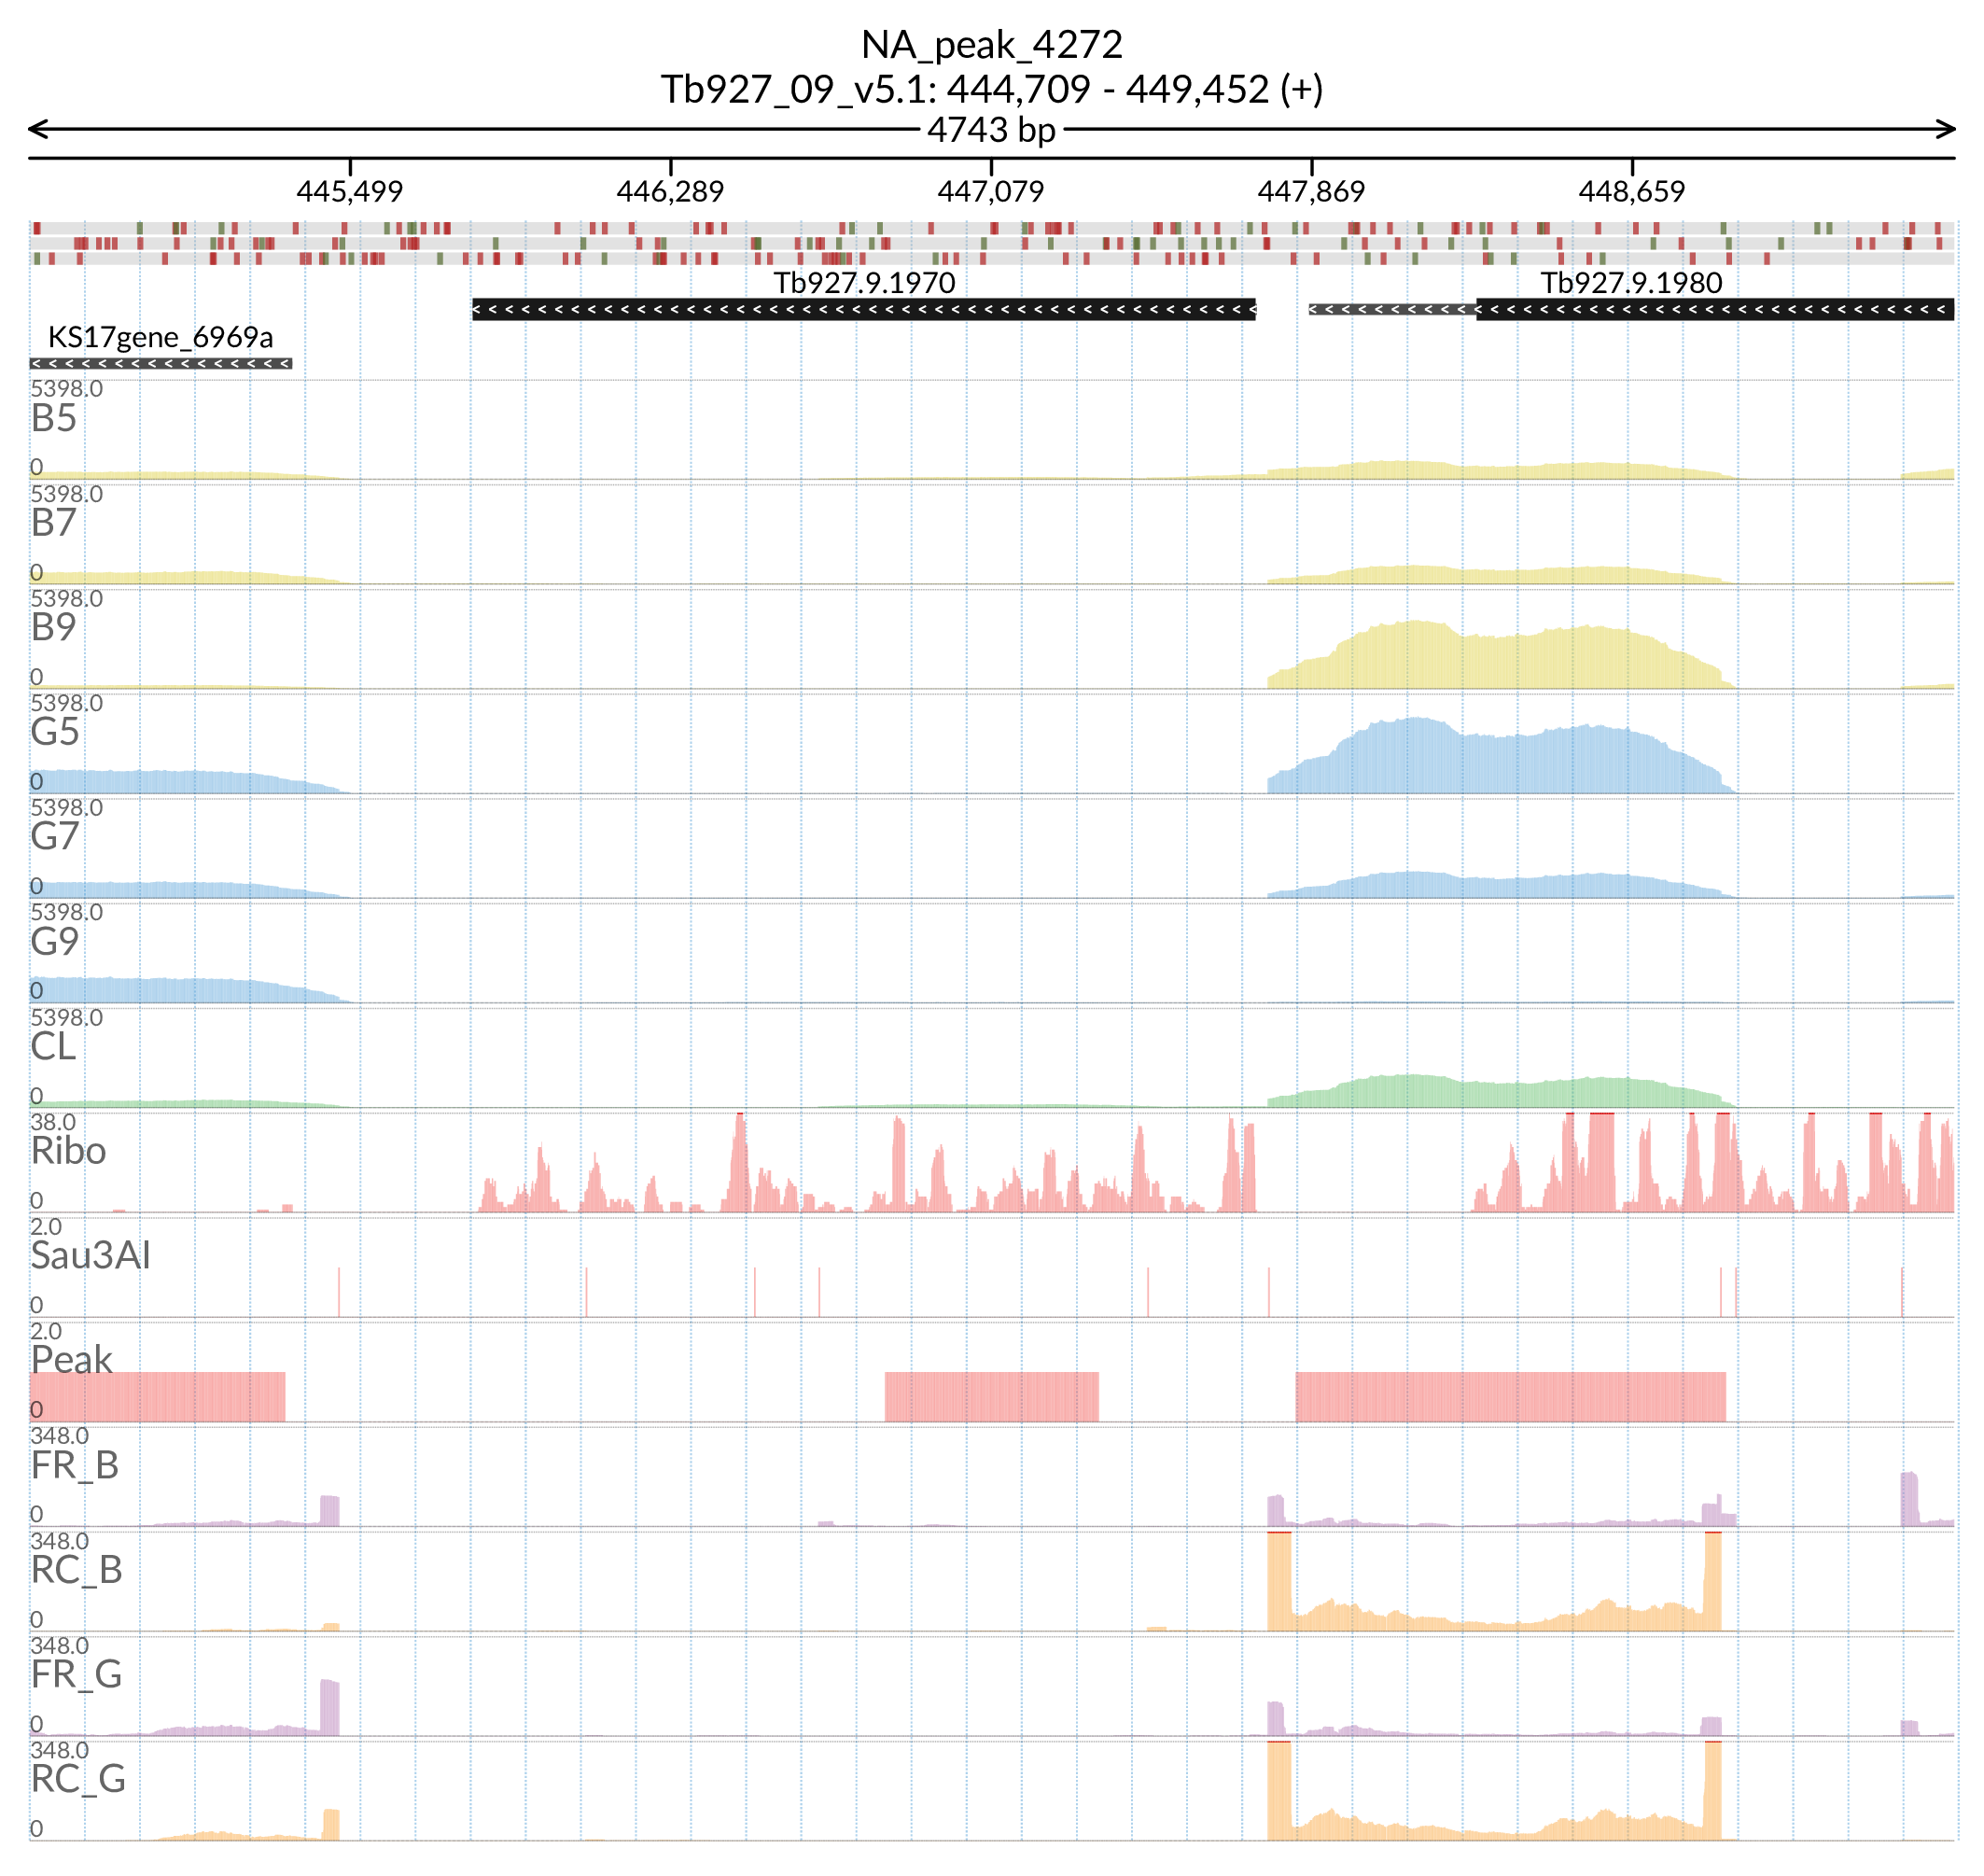 NA_peak_4272
Tb927_09_v5.1: 444,709 - 449,452 (+)
4743 bp
445,499 446,289 447,079 447,869 448,659
Tb927.9.1970 Tb927.9.1980
KS17gene_6969a
5398.0
B5
0
5398.0
B7
0
5398.0
B9
0
5398.0
G5
0
5398.0
G7
0
5398.0
G9
0
5398.0
CL
0
38.0
Ribo
0
2.0
Sau3AI
0
2.0
Peak
0
348.0
FR_B
0
348.0
RC_B
0
348.0
FR_G
0
348.0
RC_G
0